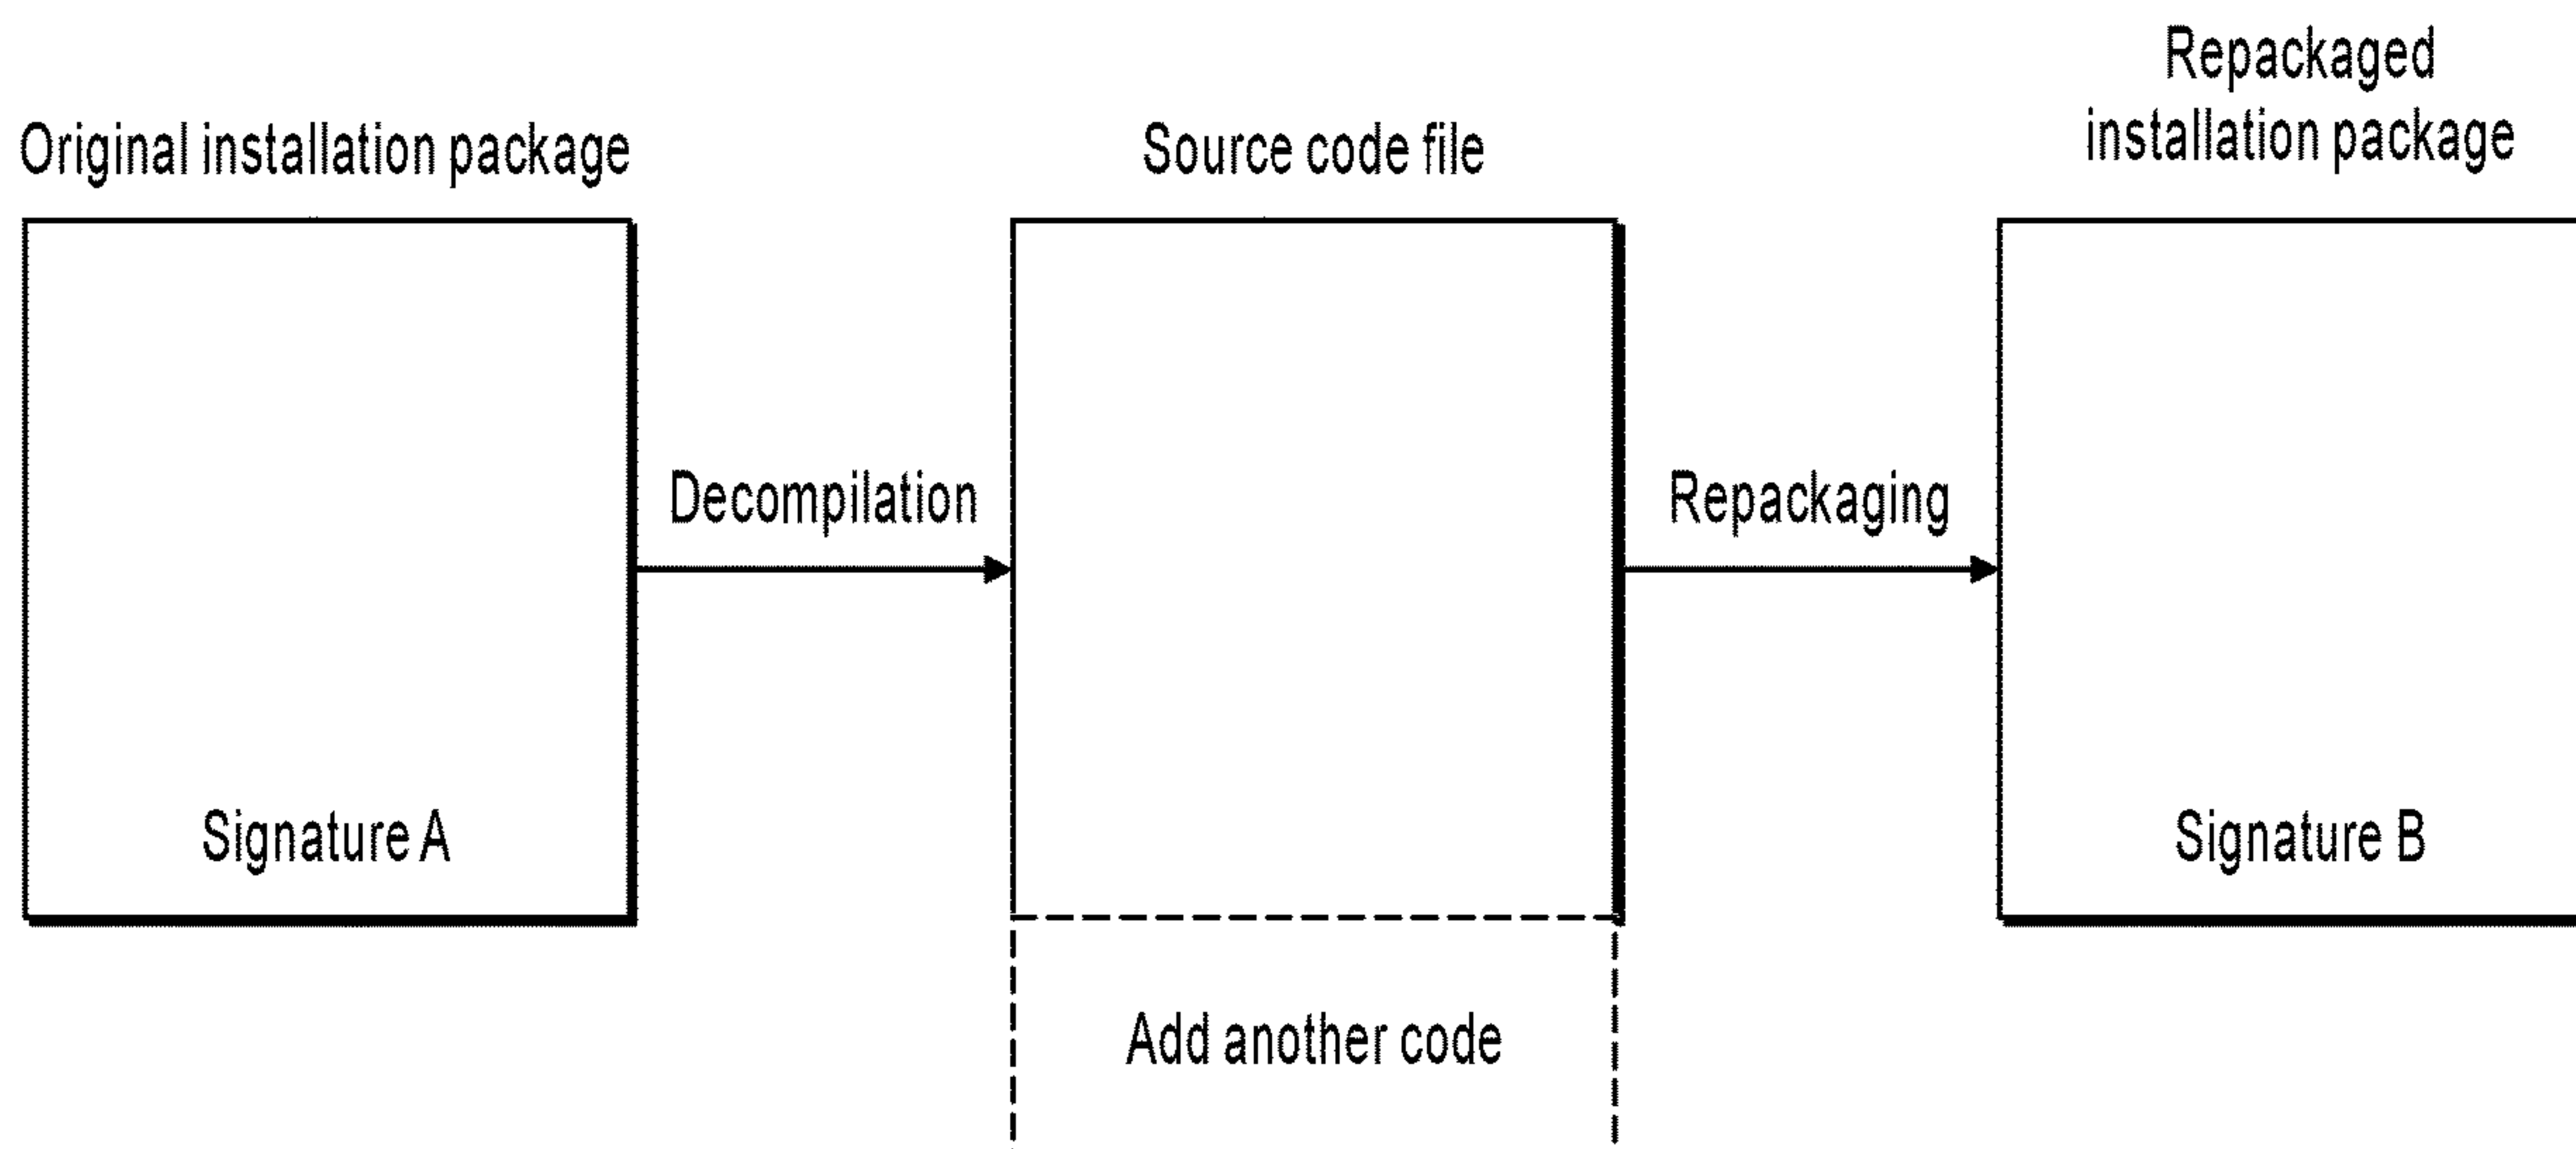 Original installation package
Source code file
Repackaged
installation package
Decompilation
Repackaging
Signature A
Signature B
Add another code